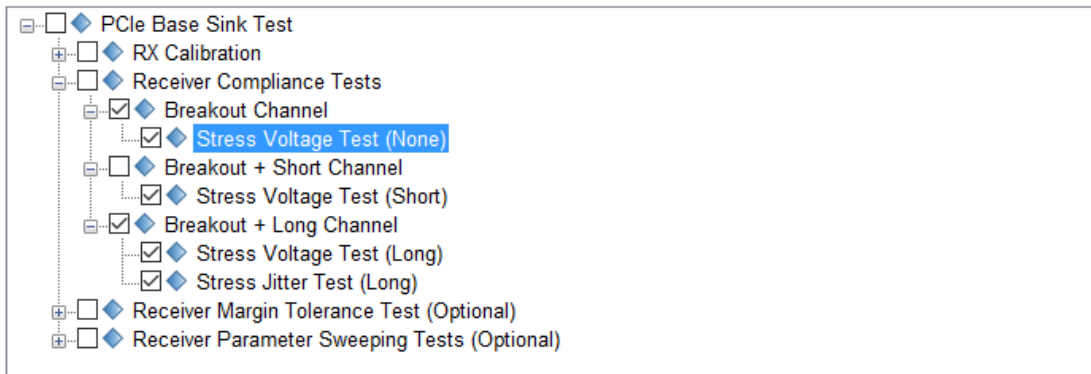 PCIe Base Sink Test
RX Calibration
Receiver Compliance Tests
Breakout Channel
Stress Voltage Test (None)
Breakout + Short Channel
Stress Voltage Test (Short)
Breakout + Long Channel
Stress Voltage Test (Long)
Stress Jitter Test (Long)
Receiver Margin Tolerance Test (Optional)
Receiver Parameter Sweeping Tests (Optional)